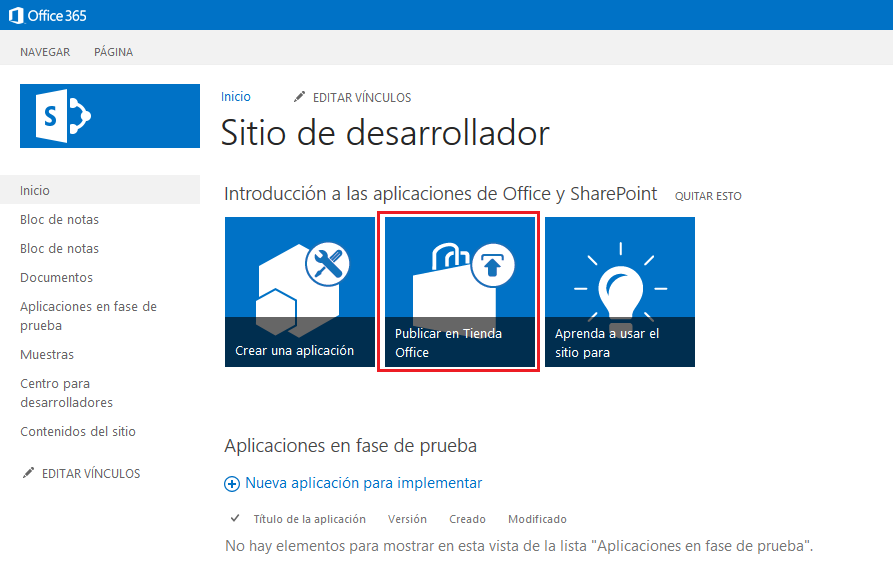 Office 365
NAVEGAR PÁGINA
S
Inicio EDITAR VÍNCULOS
Sitio de desarrollador
Inicio
Bloc de notas
Bloc de notas
Documentos
Aplicaciones en fase de
prueba
Muestras
Centro para
desarrolladores
Contenidos del sitio
EDITAR VÍNCULOS
Introducción a las aplicaciones de Office y SharePoint QUITAR ESTO
Crear una aplicación
Publicar en Tienda
Office
Aprenda a usar el
sitio para
Aplicaciones en fase de prueba
Nueva aplicación para implementar
Título de la aplicación Versión Creado Modificado
No hay elementos para mostrar en esta vista de la lista "Aplicaciones en fase de prueba".